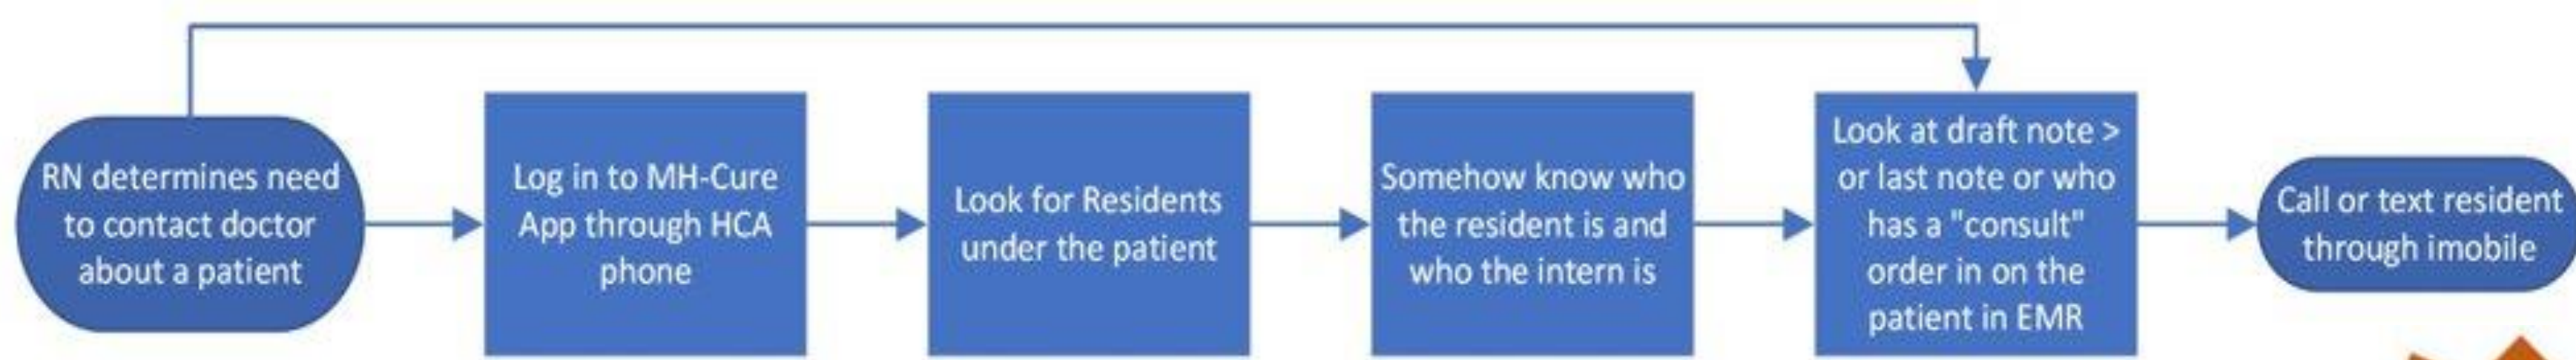 RN determines need
to contact doctor
about a patient
Log in to MH-Cure
App through HCA
phone
Look for Residents
under the patient
Somehow know who
the resident is and
who the intern is
Look at draft note >
or last note or who
has a "consult"
order in on the
patient in EMR
Call or text resident
through imobile